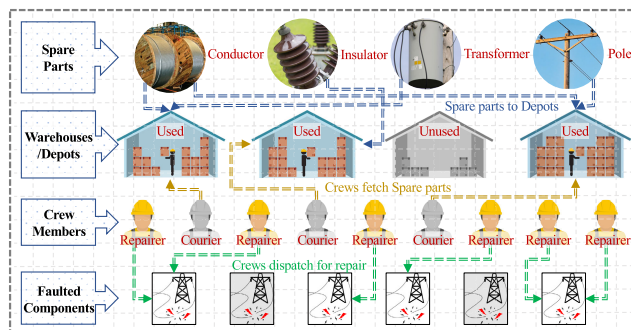 Spare
Parts
Conductor
Insulator
Transformer
Pole
Spare parts to Depots
Warehouses
/Depots
Used
Used
Unused
Used
Crews fetch Spare parts
Crew
Members
Repairer
Courier
Repairer
Courier
Repairer
Courier
Repairer
Repairer
Repairer
Crews dispatch for repair
Faulted
Components